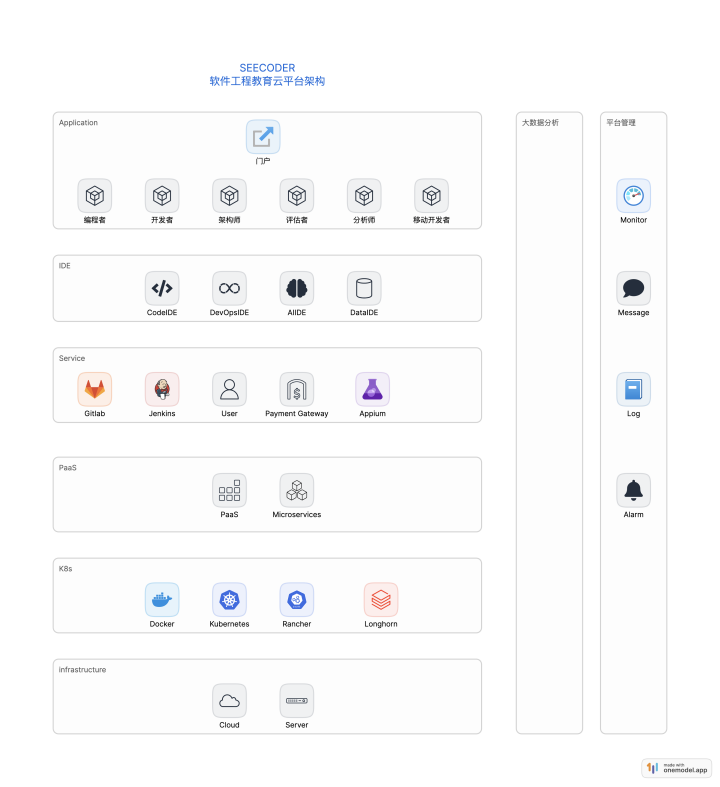 SEECODER
软件工程教育云平台架构
Application
门户
编程者
开发者
架构师
评估者
分析师
移动开发者
IDE
CodeIDE
DevOpsIDE
AIIDE
DataIDE
Service
Gitlab
Jenkins
User
Payment Gateway
Appium
PaaS
PaaS
Microservices
K8s
Docker
Kubernetes
Rancher
Longhorn
infrastructure
Cloud
Server
大数据分析
平台管理
Monitor
Message
Log
Alarm
made with
onemodel.app